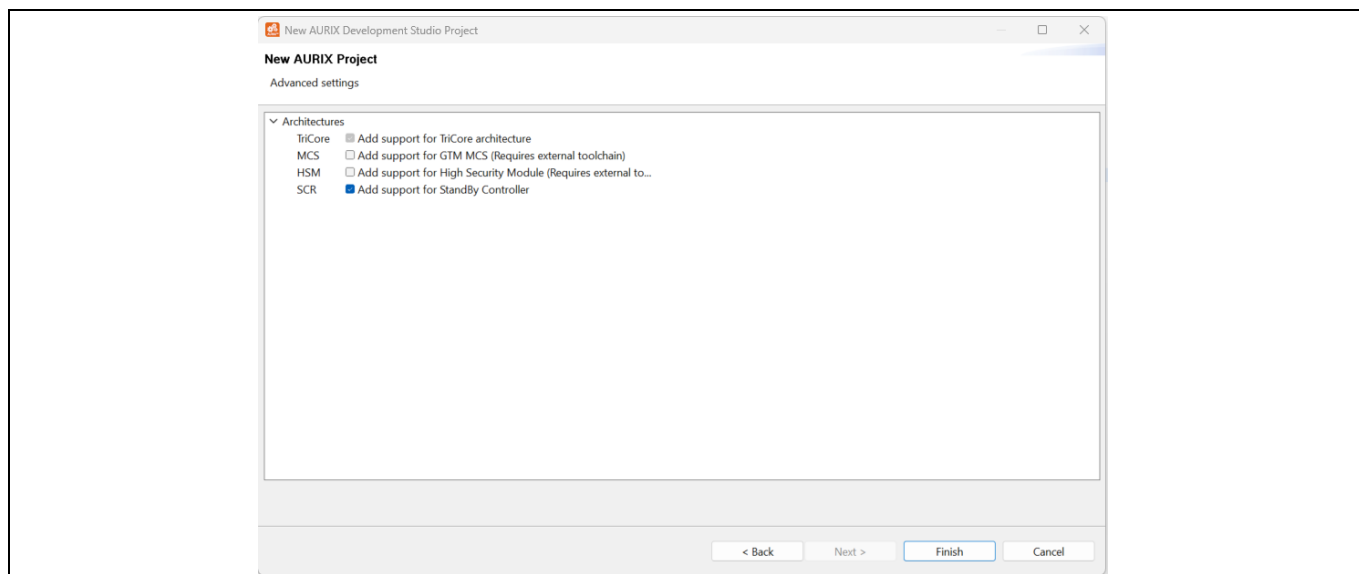 New AURIX Development Studio Project
New AURIX Project
Advanced settings
Architectures
TriCore Add support for TriCore architecture
MCS Add support for GTM MCS (Requires external toolchain)
HSM Add support for High Security Module (Requires external to...
SCR Add support for StandBy Controller
< Back Next > Finish Cancel